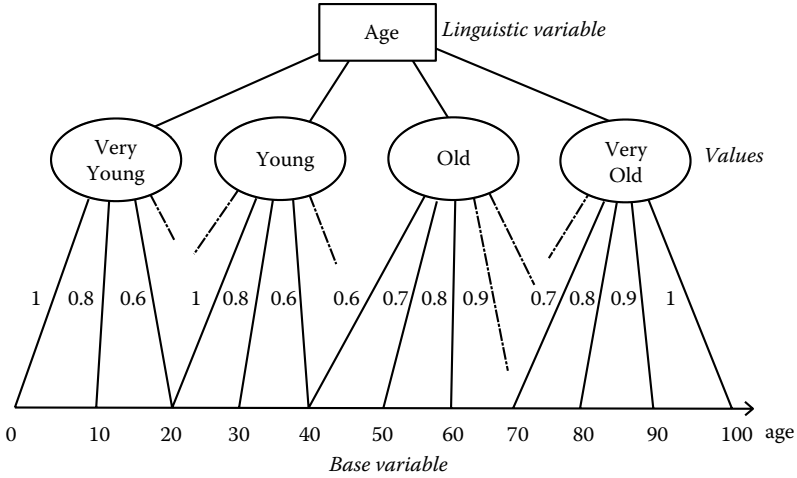 Age
Linguistic variable
Very
Young
Young
Old
Very
Old
Values
1 0.8 0.6 1 0.8 0.6 0.6 0.7 0.8 0.9 0.7 0.8 0.9 1
0 10 20 30 40 50 60 70 80 90 100 age
Base variable